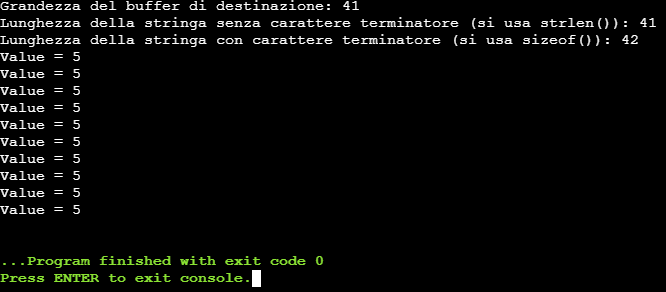 Grandezza del buffer di destinazione: 41
Lunghezza della stringa senza carattere terminatore (si usa strlen()): 41
Lunghezza della stringa con carattere terminatore (si usa sizeof()): 42
Value = 5
Value = 5
Value = 5
Value = 5
Value = 5
Value = 5
Value = 5
Value = 5
Value = 5
Value = 5
...Program finished with exit code 0
Press ENTER to exit console.